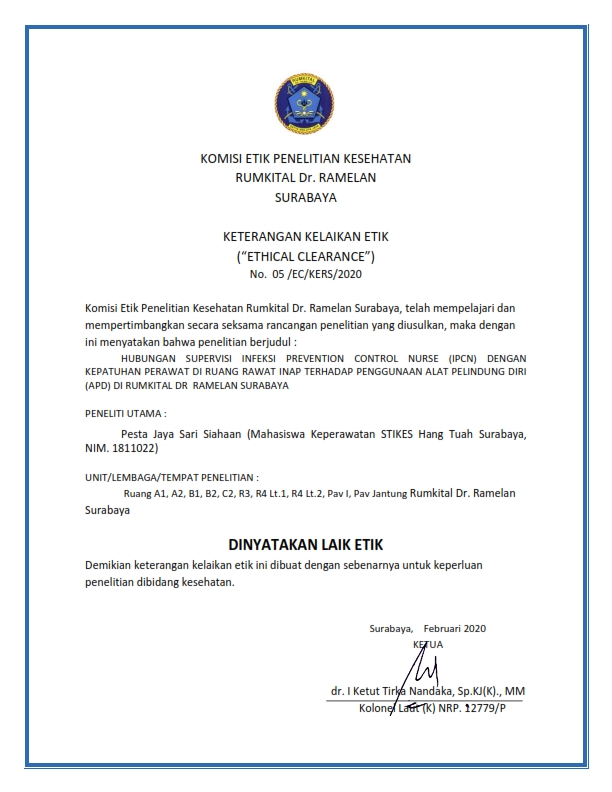 RUMKITAL
KOMISI ETIK PENELITIAN KESEHATAN
RUMKITAL Dr. RAMELAN
SURABAYA
KETERANGAN KELAIKAN ETIK
(“ETHICAL CLEARANCE”)
No. 05 /EC/KERS/2020
Komisi Etik Penelitian Kesehatan Rumkital Dr. Ramelan Surabaya, telah mempelajari dan
mempertimbangkan secara seksama rancangan penelitian yang diusulkan, maka dengan
ini menyatakan bahwa penelitian berjudul :
HUBUNGAN SUPERVISI INFEKSI PREVENTION CONTROL NURSE (IPCN) DENGAN
KEPATUHAN PERAWAT DI RUANG RAWAT INAP TERHADAP PENGGUNAAN ALAT PELINDUNG DIRI
(APD) DI RUMKITAL DR RAMELAN SURABAYA
PENELITI UTAMA :
Pesta Jaya Sari Siahaan (Mahasiswa Keperawatan STIKES Hang Tuah Surabaya,
NIM. 1811022)
UNIT/LEMBAGA/TEMPAT PENELITIAN :
Ruang A1, A2, B1, B2, C2, R3, R4 Lt.1, R4 Lt.2, Pav I, Pav Jantung Rumkital Dr. Ramelan
Surabaya
DINYATAKAN LAIK ETIK
Demikian keterangan kelaikan etik ini dibuat dengan sebenarnya untuk keperluan
penelitian dibidang kesehatan.
Surabaya, Februari 2020
KETUA
dr. I Ketut Tirka Nandaka, Sp.KJ(K)., MM
Kolonel Laut (K) NRP. 12779/P